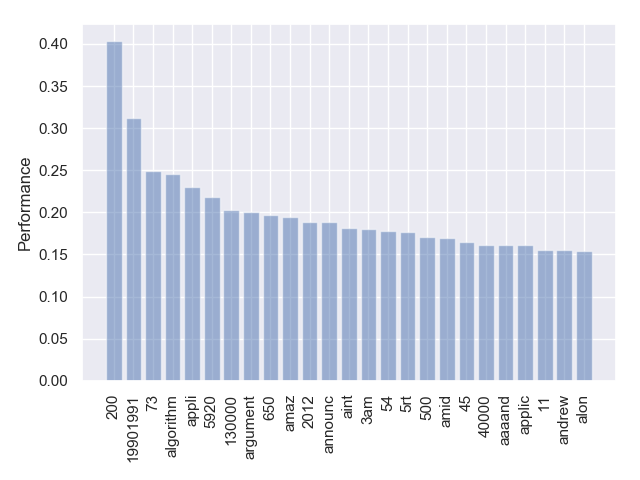 0.40
0.35
0.30
0.25
0.20
0.15
0.10
0.05
0.00
Performance
200
19901991
73
algorithm
appli
5920
130000
argument
650
amaz
2012
announc
aint
3am
54
5rt
500
amid
45
40000
aaaand
applic
11
andrew
alon